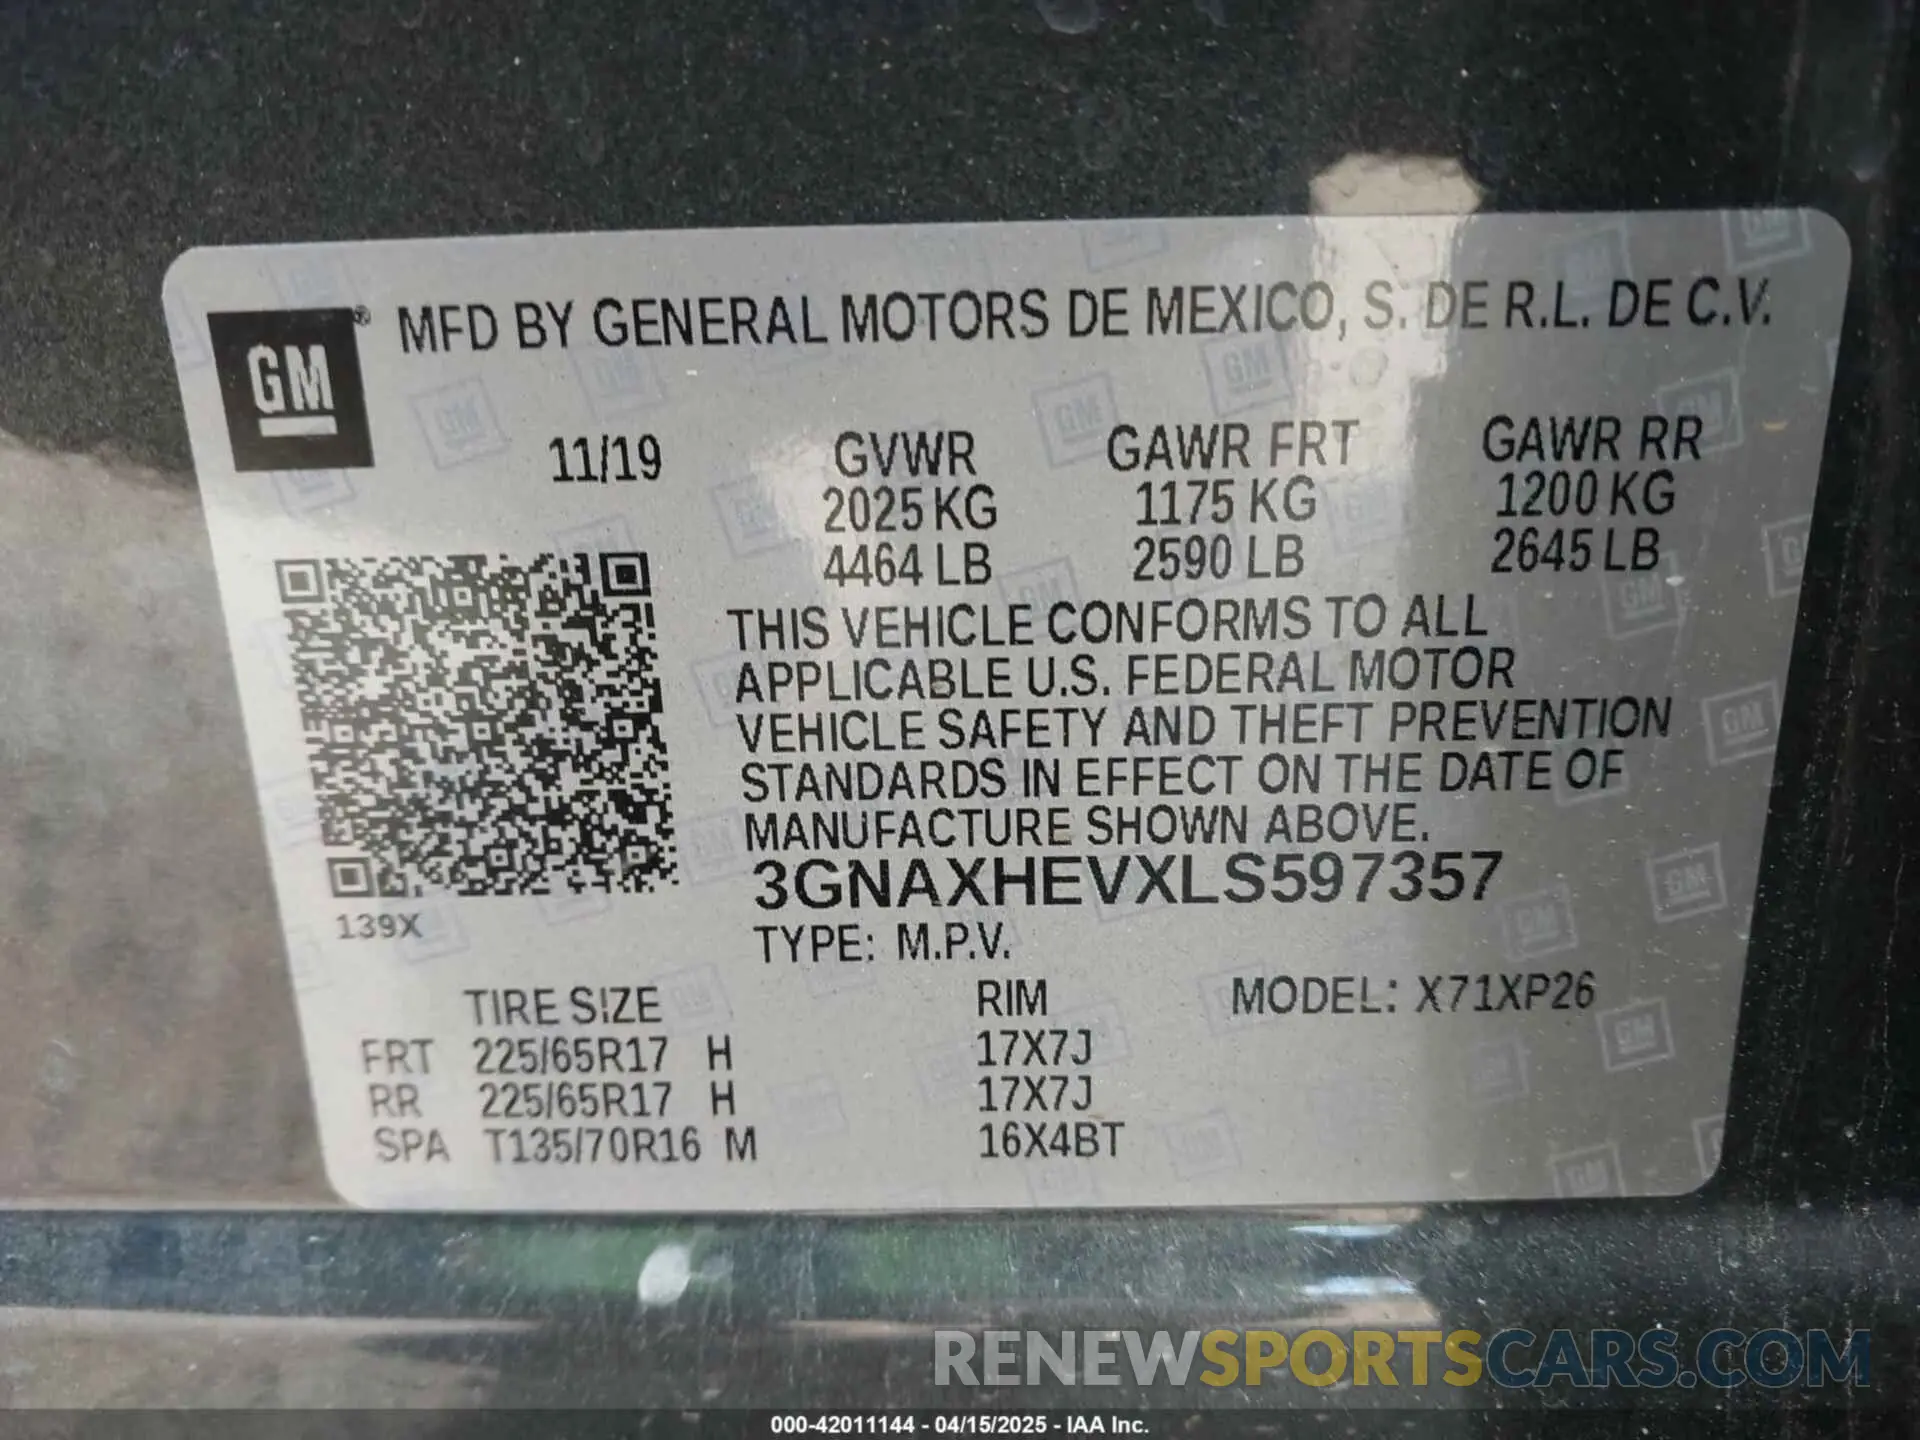 GM® MFD BY GENERAL MOTORS DE MEXICO, S. DE R.L. DE C.V.
11/19 GVWR GAWR FRT GAWR RR
2025 KG 1175 KG 1200 KG
4464 LB 2590 LB 2645 LB
THIS VEHICLE CONFORMS TO ALL
APPLICABLE U.S. FEDERAL MOTOR
VEHICLE SAFETY AND THEFT PREVENTION
STANDARDS IN EFFECT ON THE DATE OF
MANUFACTURE SHOWN ABOVE.
3GNAXHEVXLS597357
139X
TYPE: M.P.V.
TIRE SIZE RIM MODEL: X71XP26
FRT 225/65R17 H 17X7J
RR 225/65R17 H 17X7J
SPA T135/70R16 M 16X4BT
RENEWSPORTSCARS.COM
000-42011144 - 04/15/2025 - IAA Inc.